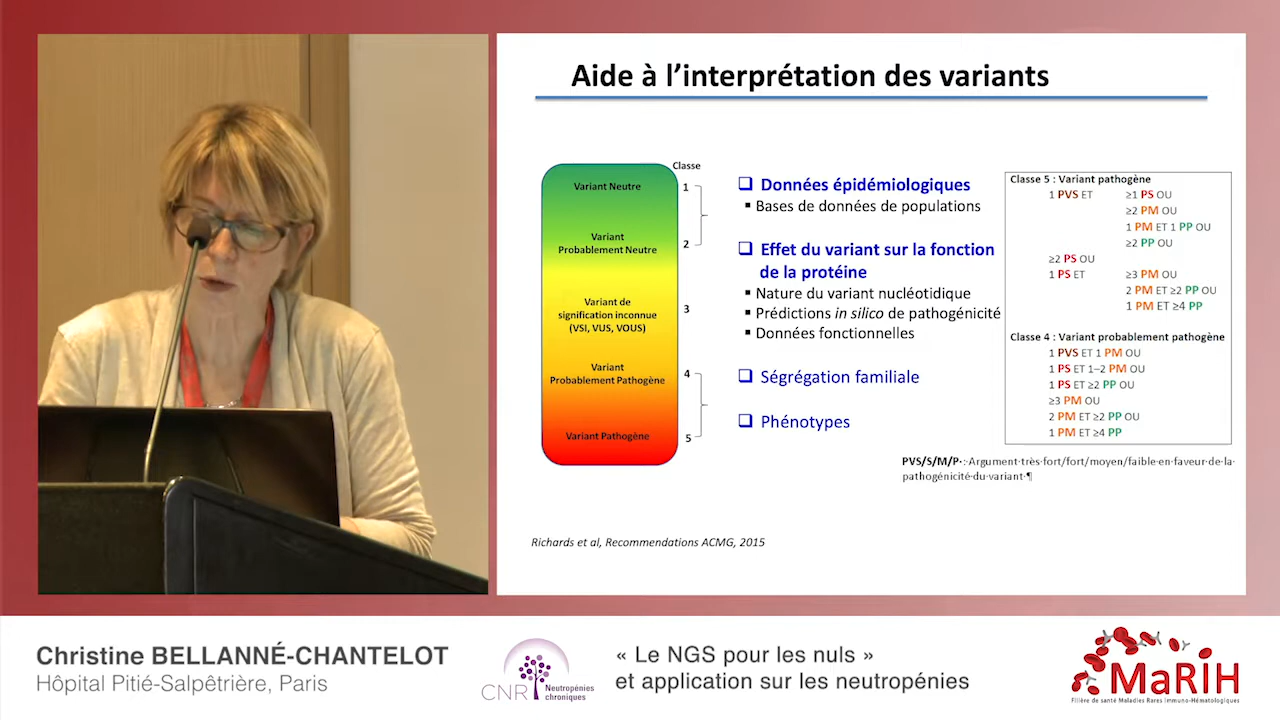 Aide à l’interprétation des variants
Classe
Variant Neutre
1
Variant
Probablement Neutre
2
Variant de
signification inconnue
(VSI, VUS, VOUS)
3
Variant
Probablement Pathogène
4
Variant Pathogène
5
Données épidémiologiques
Bases de données de populations
Effet du variant sur la fonction
de la protéine
Nature du variant nucléotidique
Prédictions in silico de pathogénicité
Données fonctionnelles
Ségrégation familiale
Phénotypes
Classe 5 : Variant pathogène
1 PVS ET ≥1 PS OU
≥2 PM OU
1 PM ET 1 PP OU
≥2 PP OU
≥2 PS OU
1 PS ET ≥3 PM OU
2 PM ET ≥2 PP OU
1 PM ET ≥4 PP
Classe 4 : Variant probablement pathogène
1 PVS ET 1 PM OU
1 PS ET 1–2 PM OU
1 PS ET ≥2 PP OU
≥3 PM OU
2 PM ET ≥2 PP OU
1 PM ET ≥4 PP
PVS/S/M/P·:·Argument·très·fort/fort/moyen/faible·en·faveur·de·la·
pathogénicité·du·variant·¶
Richards et al, Recommendations ACMG, 2015
Christine BELLANNÉ-CHANTELOT
Hôpital Pitié-Salpêtrière, Paris
CNR Neutropénies
chroniques
« Le NGS pour les nuls »
et application sur les neutropénies
MaRIH
Filière de santé Maladies Rares Immuno-Hématologiques